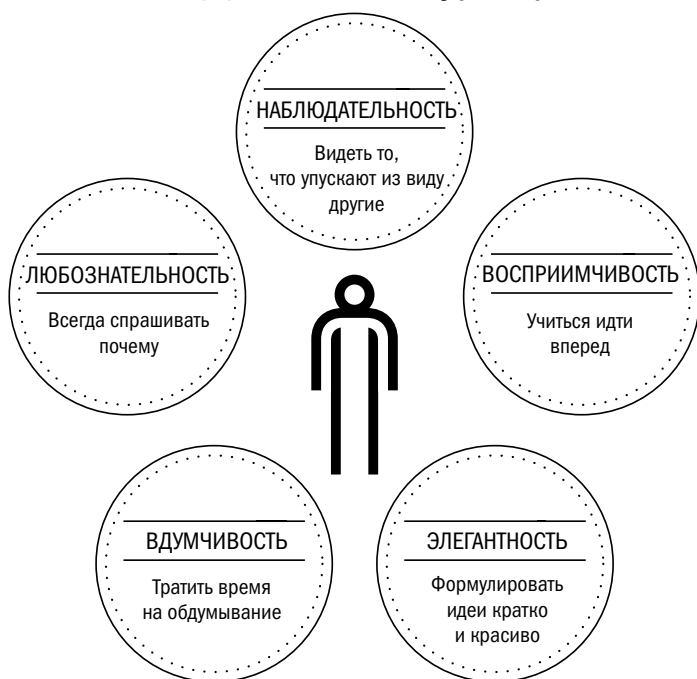 НАБЛЮДАТЕЛЬНОСТЬ
Видеть то,
что упускают из виду
другие
ЛЮБОЗНАТЕЛЬНОСТЬ
Всегда спрашивать
почему
ВОСПРИИМЧИВОСТЬ
Учиться идти
вперед
ВДУМЧИВОСТЬ
Тратить время
на обдумывание
ЭЛЕГАНТНОСТЬ
Формулировать
идеи кратко
и красиво